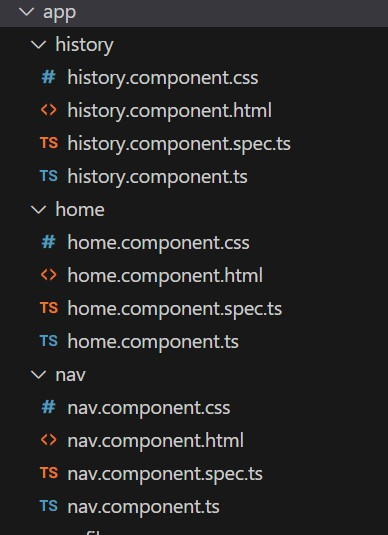 app
history
# history.component.css
<> history.component.html
TS history.component.spec.ts
TS history.component.ts
home
# home.component.css
<> home.component.html
TS home.component.spec.ts
TS home.component.ts
nav
# nav.component.css
<> nav.component.html
TS nav.component.spec.ts
TS nav.component.ts